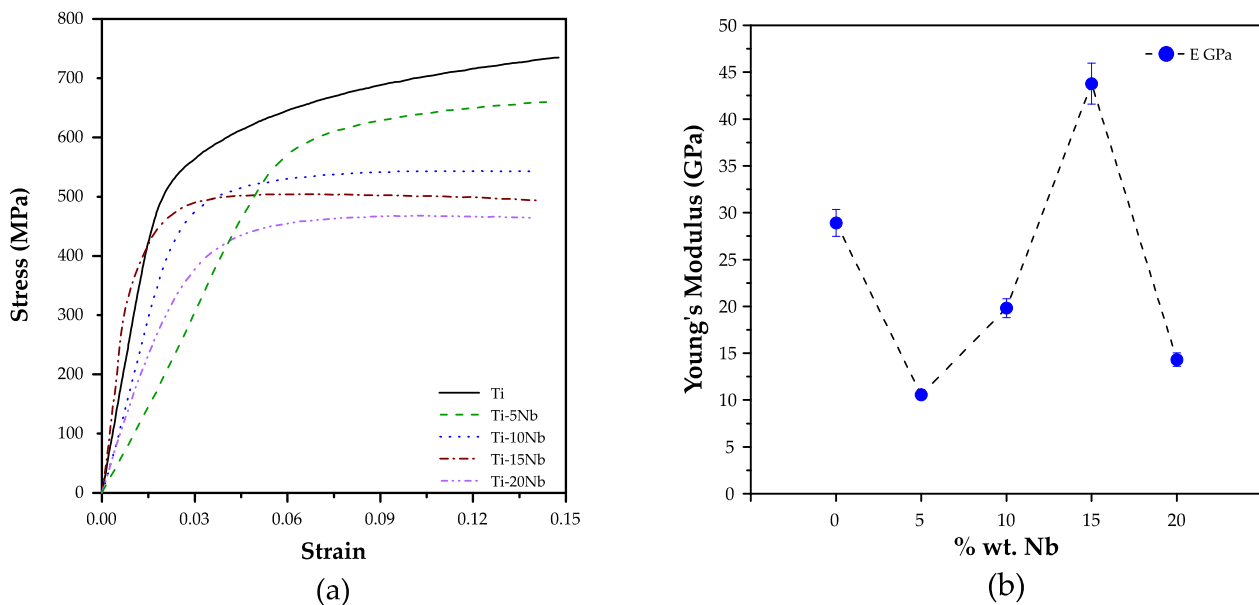 800
700
600
500
400
300
200
100
0
Stress (MPa)
Ti
Ti-5Nb
Ti-10Nb
Ti-15Nb
Ti-20Nb
0.00 0.03 0.06 0.09 0.12 0.15
Strain
(a)
50
45
40
35
30
25
20
15
10
5
0
Young's Modulus (GPa)
E GPa
0 5 10 15 20
% wt. Nb
(b)